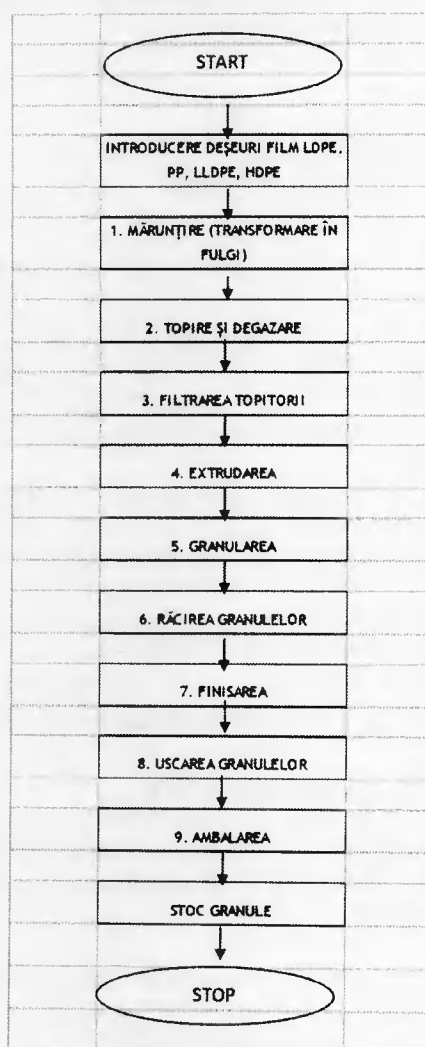 START
INTRODUCERE DEȘEURI FILM LDPE,
PP, LLDPE, HDPE
1. MĂRUNȚIRE (TRANSFORMARE ÎN
FULGI)
2. TOPIRE ȘI DEGAZARE
3. FILTRAREA TOPITORII
4. EXTRUDAREA
5. GRANULAREA
6. RĂCIREA GRANULELOR
7. FINISAREA
8. USCAREA GRANULELOR
9. AMBALAREA
STOC GRANULE
STOP